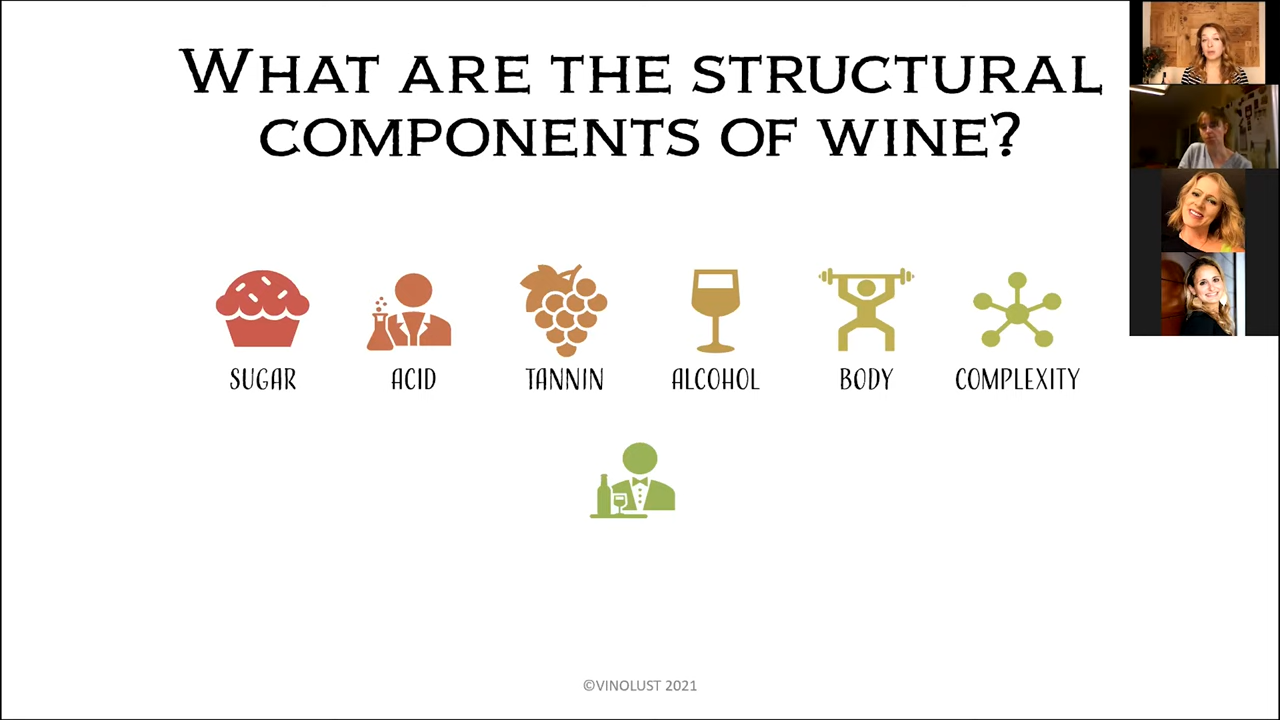 WHAT ARE THE STRUCTURAL
COMPONENTS OF WINE?
SUGAR ACID TANNIN ALCOHOL BODY COMPLEXITY
©VINOLUST 2021